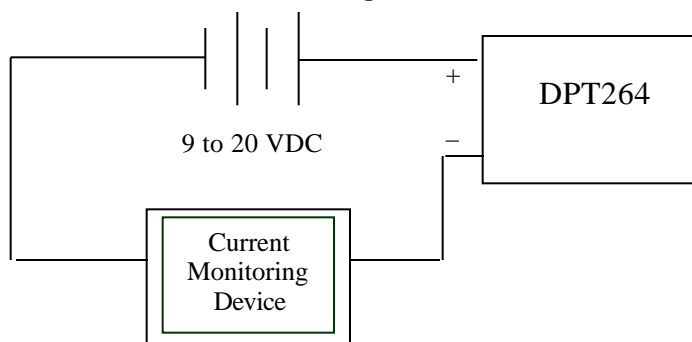 +
DPT264
9 to 20 VDC
–
Current
Monitoring
Device